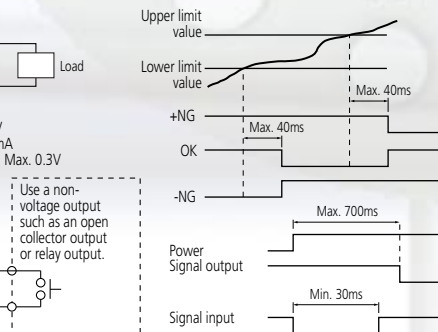 Upper limit
value
Load
Lower limit
value
Max. 40ms
+NG
Max. 40ms
OK
Max. 0.3V
-NG
Use a non-
voltage output
such as an open
collector output
or relay output.
Max. 700ms
Power
Signal output
Min. 30ms
Signal input